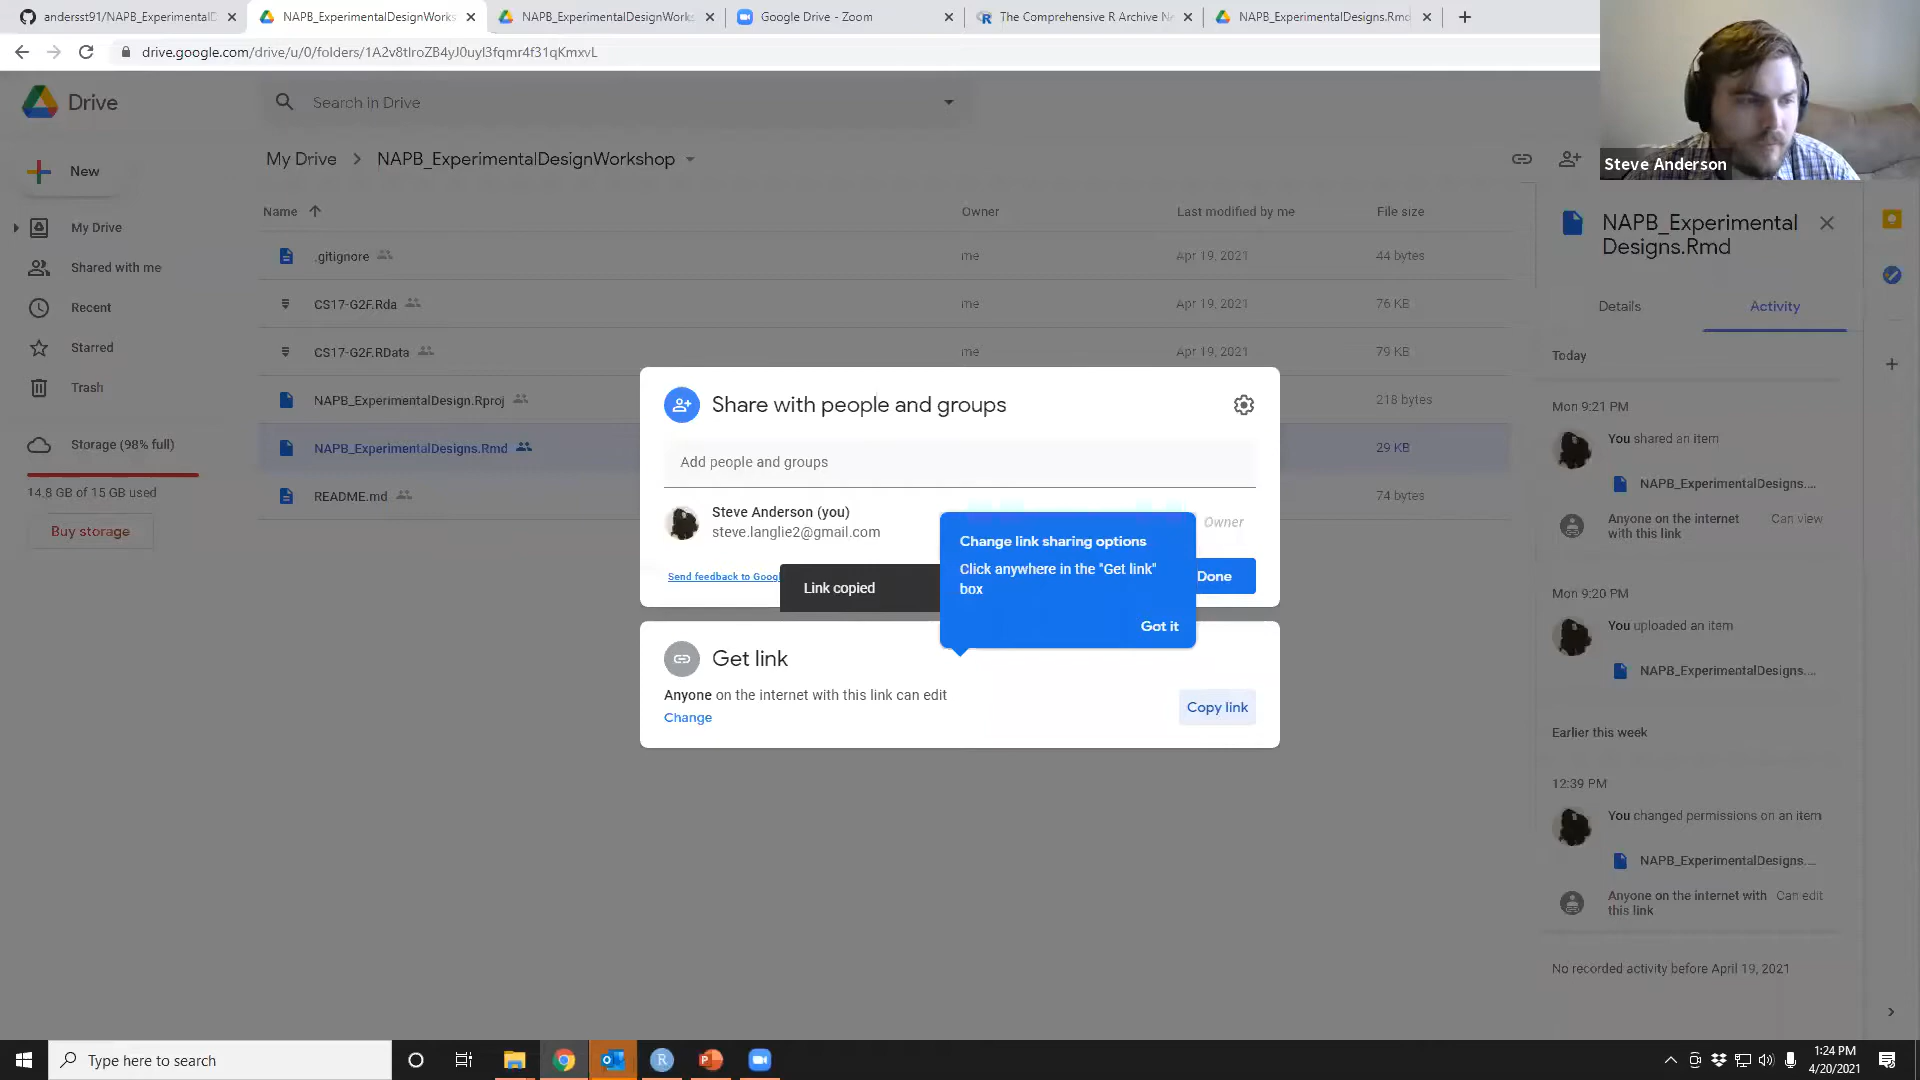 andersst91/NAPB_ExperimentalD
NAPB_ExperimentalDesignWorks
NAPB_ExperimentalDesignWorks
Google Drive - Zoom
The Comprehensive R Archive Ne
NAPB_ExperimentalDesigns.Rmd
drive.google.com/drive/u/0/folders/1A2v8tIroZB4yJ0uyl3fqmr4f31qKmxvL
Drive
Search in Drive
Steve Anderson
New
My Drive
NAPB_ExperimentalDesignWorkshop
Name
Owner
Last modified by me
File size
My Drive
Shared with me
Recent
Starred
Trash
Storage (98% full)
14.8 GB of 15 GB used
Buy storage
.gitignore
me
Apr 19, 2021
44 bytes
CS17-G2F.Rda
me
Apr 19, 2021
76 KB
CS17-G2F.RData
me
Apr 19, 2021
79 KB
NAPB_ExperimentalDesign.Rproj
218 bytes
NAPB_ExperimentalDesigns.Rmd
29 KB
README.md
74 bytes
Share with people and groups
Add people and groups
Steve Anderson (you)
steve.langlie2@gmail.com
Owner
Send feedback to Googl
Link copied
Change link sharing options
Click anywhere in the "Get link"
box
Got it
Done
Get link
Anyone on the internet with this link can edit
Change
Copy link
NAPB_Experimental
Designs.Rmd
Details
Activity
Today
Mon 9:21 PM
You shared an item
NAPB_ExperimentalDesigns....
Anyone on the internet
with this link
Can view
Mon 9:20 PM
You uploaded an item
NAPB_ExperimentalDesigns....
Earlier this week
12:39 PM
You changed permissions on an item
NAPB_ExperimentalDesigns....
Anyone on the internet with
this link
Can edit
No recorded activity before April 19, 2021
Type here to search
1:24 PM
4/20/2021